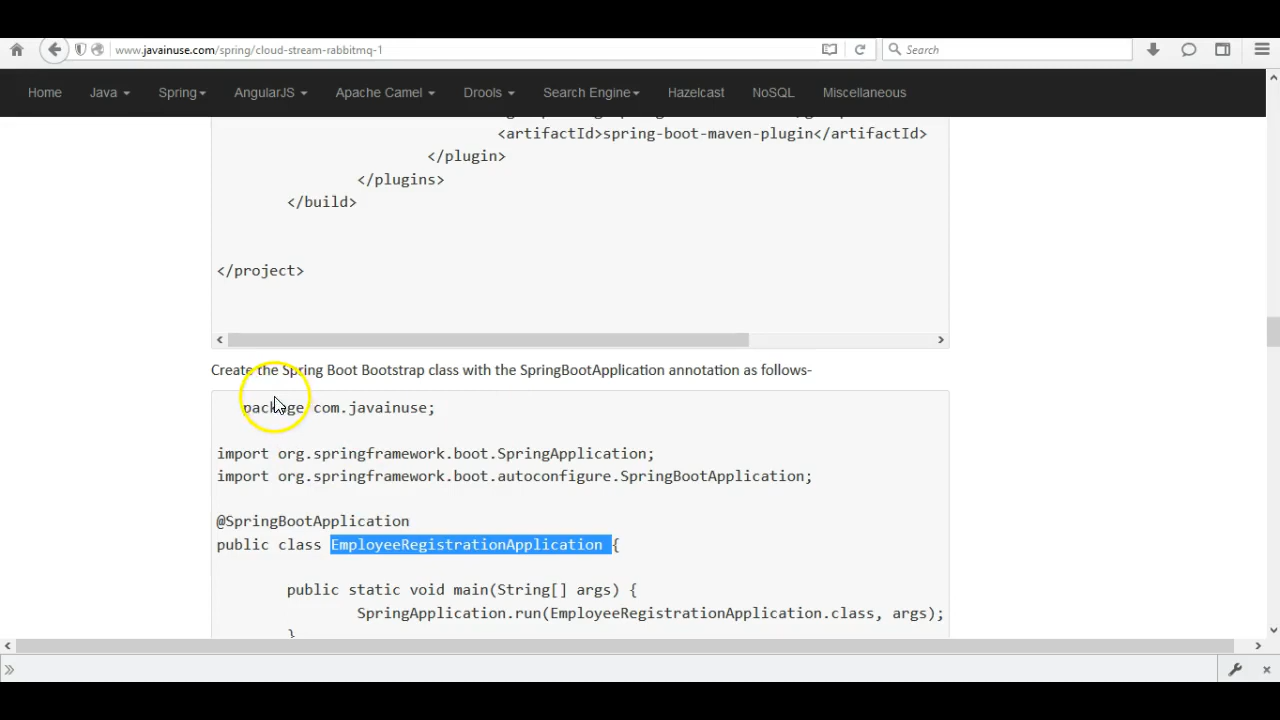 www.javainuse.com/spring/cloud-stream-rabbitmq-1
Search
Home Java Spring AngularJS Apache Camel Drools Search Engine Hazelcast NoSQL Miscellaneous
<artifactId>spring-boot-maven-plugin</artifactId>
</plugin>
</plugins>
</build>
</project>
Create the Spring Boot Bootstrap class with the SpringBootApplication annotation as follows-
package com.javainuse;
import org.springframework.boot.SpringApplication;
import org.springframework.boot.autoconfigure.SpringBootApplication;
@SpringBootApplication
public class EmployeeRegistrationApplication {
public static void main(String[] args) {
SpringApplication.run(EmployeeRegistrationApplication.class, args);
}